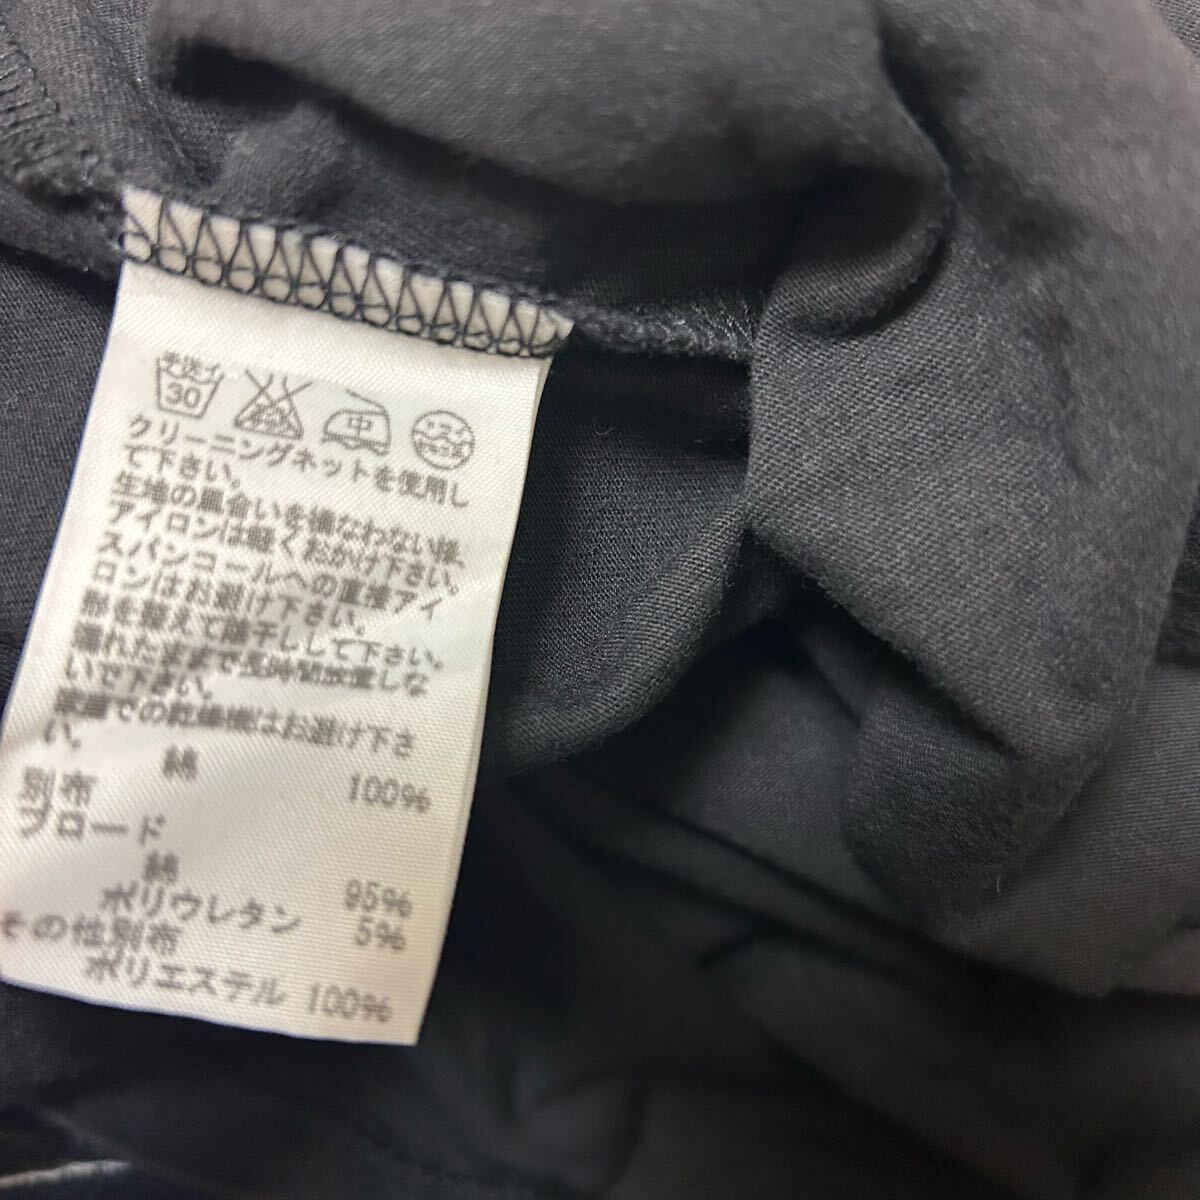 手洗イ
30
中
クリーニングネットを使用し
て下さい。
生地の風合いを損なわない様、
アイロンは軽くおかけ下さい。
スパンコールへの直接アイ
ロンはお避け下さい。
形を整えて陰干しして下さい。
濡れたままで長時間放置しな
いで下さい。
での乾燥機はお避け下さ
い。
綿 100%
別布
ブロード
綿 95%
ポリウレタン 5%
その他別布
ポリエステル 100%